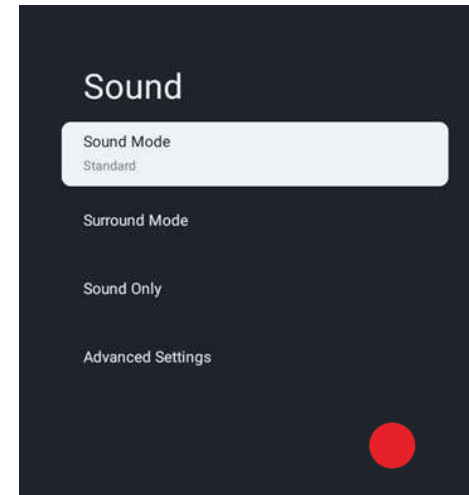 Sound
Sound Mode
Standard
Surround Mode
Sound Only
Advanced Settings